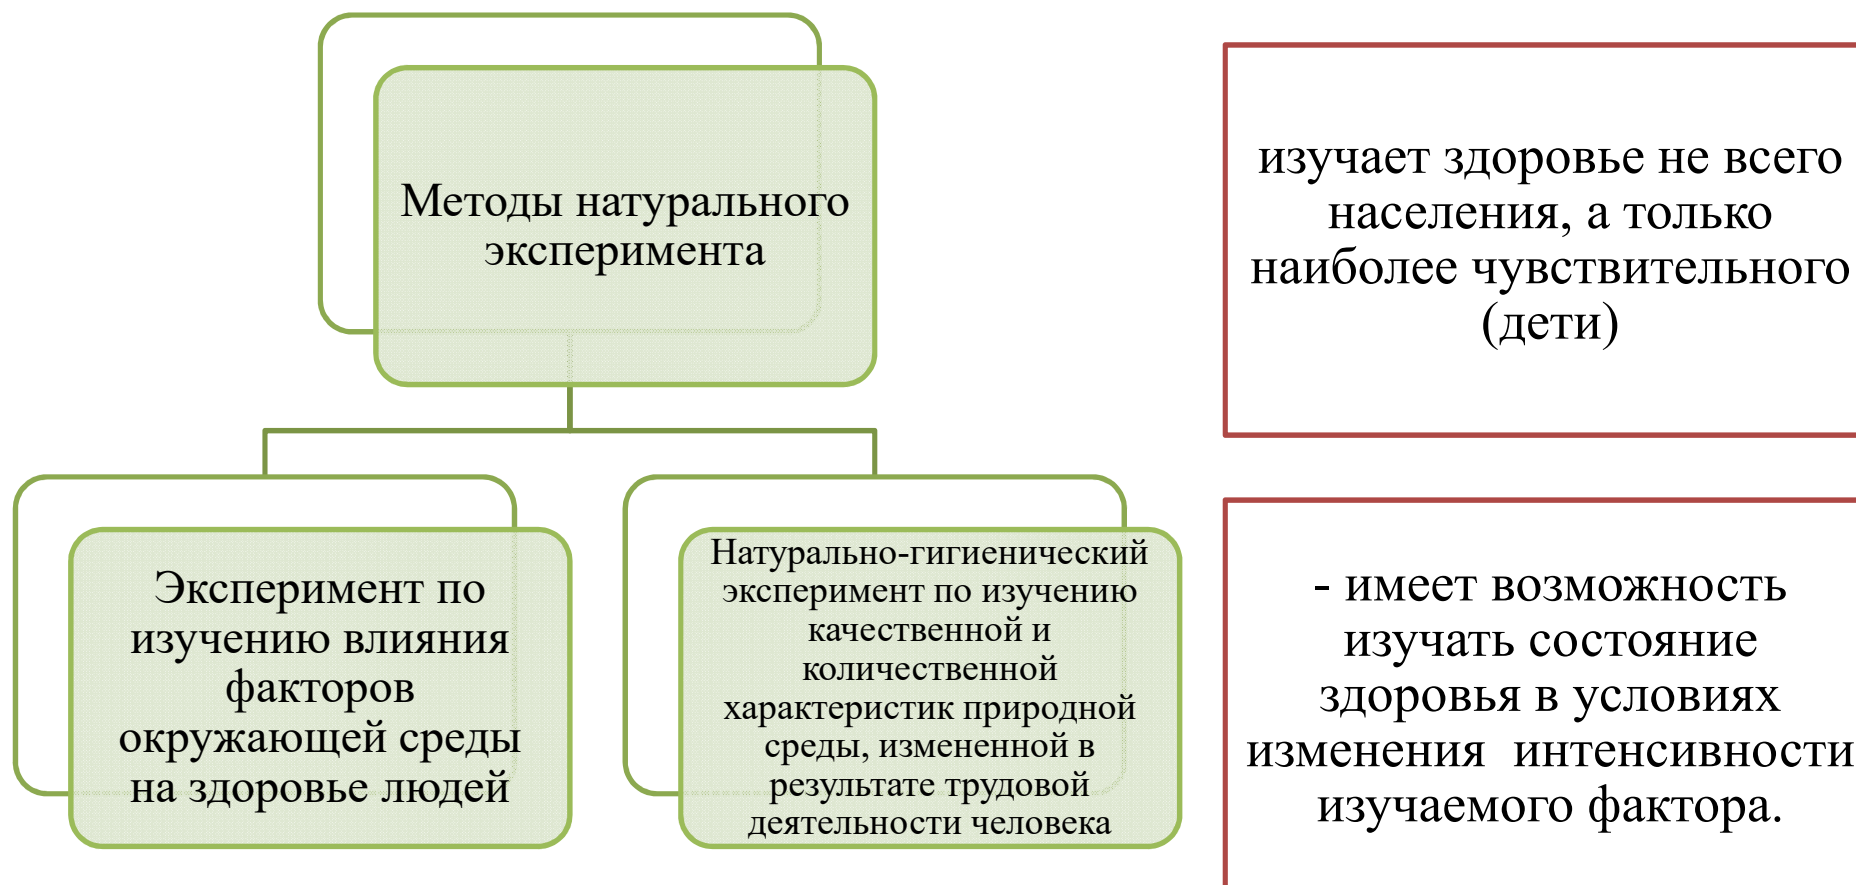 Методы натурального
эксперимента
Эксперимент по
изучению влияния
факторов
окружающей среды
на здоровье людей
Натурально-гигиенический
эксперимент по изучению
качественной и
количественной
характеристик природной
среды, измененной в
результате трудовой
деятельности человека
изучает здоровье не всего
населения, а только
наиболее чувствительного
(дети)
- имеет возможность
изучать состояние
здоровья в условиях
изменения интенсивности
изучаемого фактора.